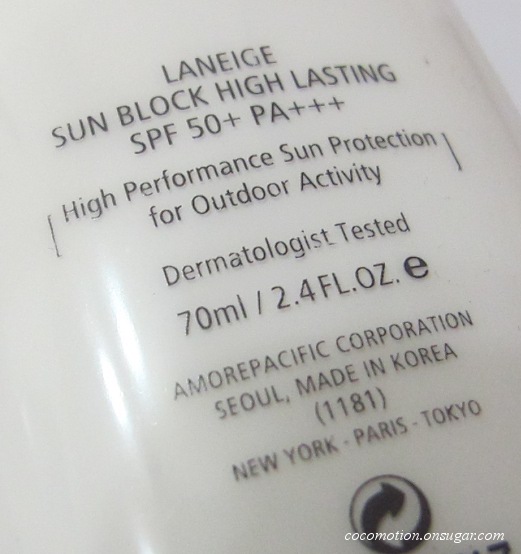 LANEIGE
SUN BLOCK HIGH LASTING
SPF 50+ PA+++
High Performance Sun Protection
for Outdoor Activity
Dermatologist Tested
70ml / 2.4FL.OZ. ℮
AMOREPACIFIC CORPORATION
SEOUL, MADE IN KOREA
(1181)
NEW YORK - PARIS - TOKYO
cocomotion.onsugar.com